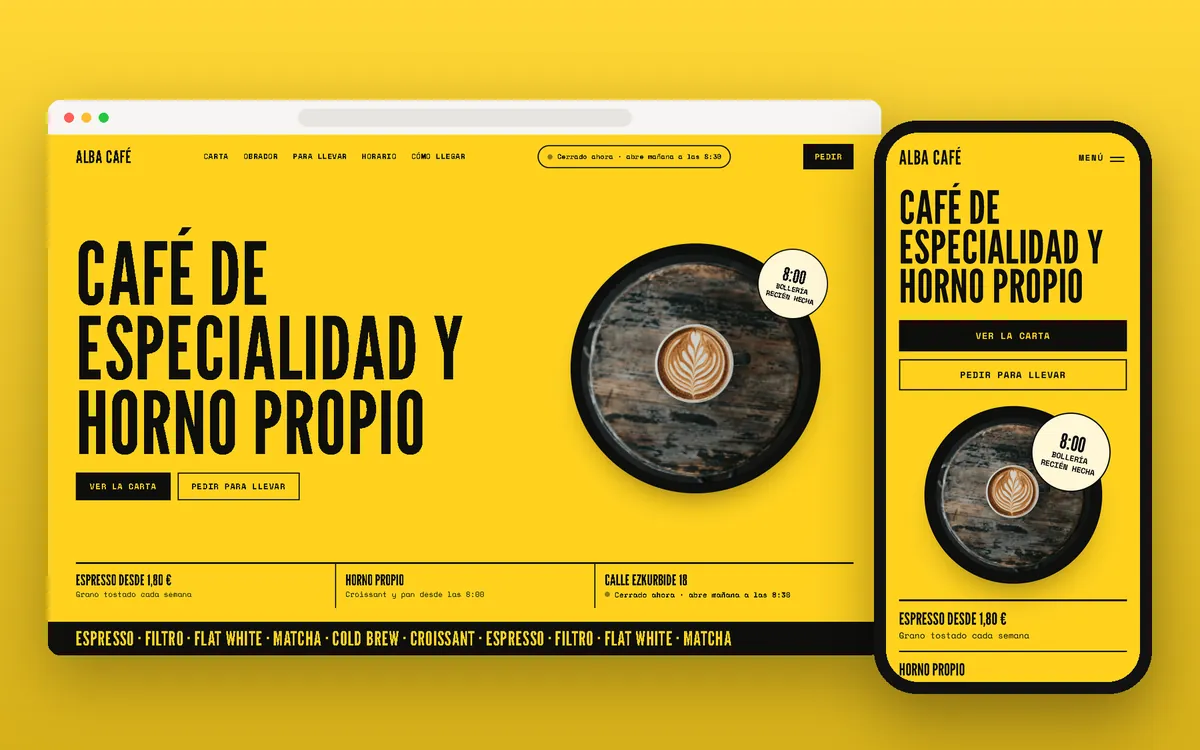 ALBA CAFÉ
CARTA OBRADOR PARA LLEVAR HORARIO CÓMO LLEGAR
Cerrado ahora · abre mañana a las 8:30
PEDIR
CAFÉ DE
ESPECIALIDAD Y
HORNO PROPIO
VER LA CARTA
PEDIR PARA LLEVAR
8:00
BOLLERÍA
RECIÉN HECHA
ESPRESSO DESDE 1,80 €
Grano tostado cada semana
HORNO PROPIO
Croissant y pan desde las 8:00
CALLE EZKURBIDE 18
Cerrado ahora · abre mañana a las 8:30
ESPRESSO · FILTRO · FLAT WHITE · MATCHA · COLD BREW · CROISSANT · ESPRESSO · FILTRO · FLAT WHITE · MATCHA
ALBA CAFÉ
MENÚ
CAFÉ DE
ESPECIALIDAD Y
HORNO PROPIO
VER LA CARTA
PEDIR PARA LLEVAR
8:00
BOLLERÍA
RECIÉN HECHA
ESPRESSO DESDE 1,80 €
Grano tostado cada semana
HORNO PROPIO